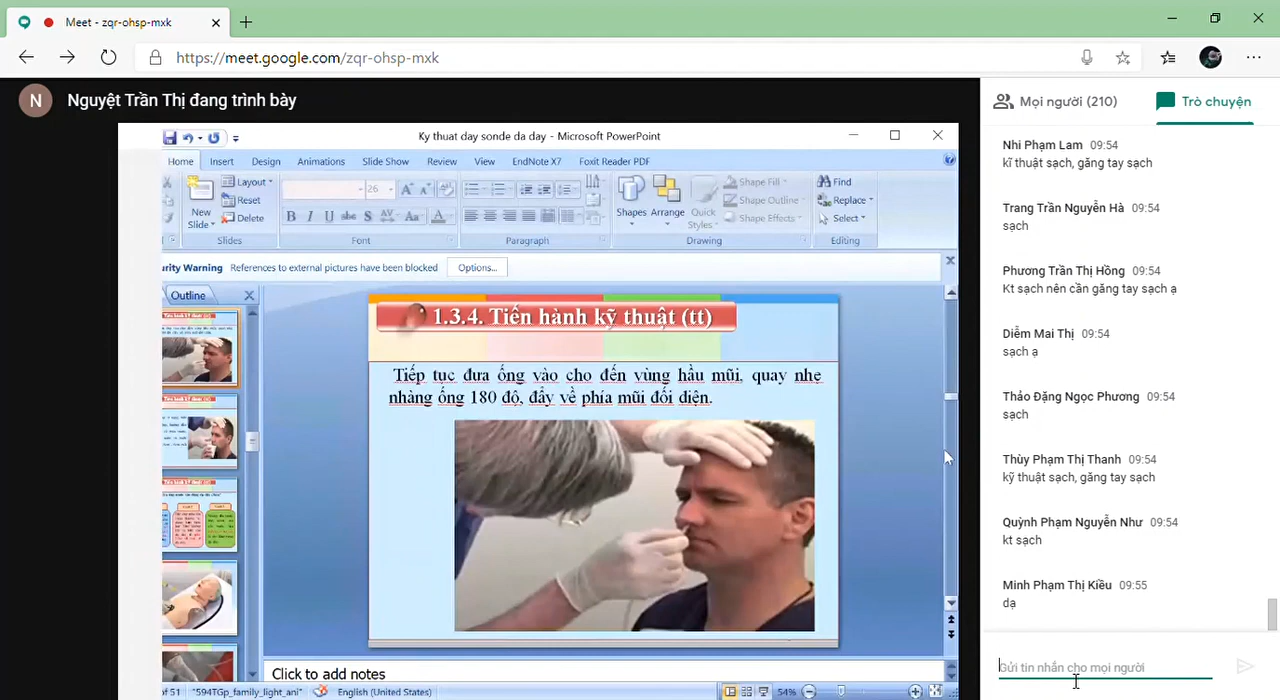 Meet - zqr-ohsp-mxk
https://meet.google.com/zqr-ohsp-mxk
N
Nguyệt Trần Thị đang trình bày
Ky thuat day sonde da day - Microsoft PowerPoint
Home Insert Design Animations Slide Show Review View EndNote X7 Foxit Reader PDF
New Slide
Layout
Reset
Delete
Slides
26
B I U abc S AV Aa A
Font
Paragraph
Shapes Arrange Quick Styles
Shape Fill
Shape Outline
Shape Effects
Drawing
Find
Replace
Select
Editing
urity Warning References to external pictures have been blocked Options...
Outline
1.3.4. Tiến hành kỹ thuật (tt)
Tiếp tục đưa ống vào cho đến vùng hầu mũi, quay nhẹ
nhàng ống 180 độ, đẩy về phía mũi đối diện.
Click to add notes
of 51 "594TGp_family_light_ani" English (United States) 54%
Mọi người (210) Trò chuyện
Nhi Phạm Lam 09:54
kĩ thuật sạch, găng tay sạch
Trang Trần Nguyễn Hà 09:54
sạch
Phương Trần Thị Hồng 09:54
Kt sạch nên cần găng tay sạch ạ
Diễm Mai Thị 09:54
sạch ạ
Thảo Đặng Ngọc Phương 09:54
sạch
Thùy Phạm Thị Thanh 09:54
kỹ thuật sạch, găng tay sạch
Quỳnh Phạm Nguyễn Như 09:54
kt sạch
Minh Phạm Thị Kiều 09:55
dạ
Gửi tin nhắn cho mọi người